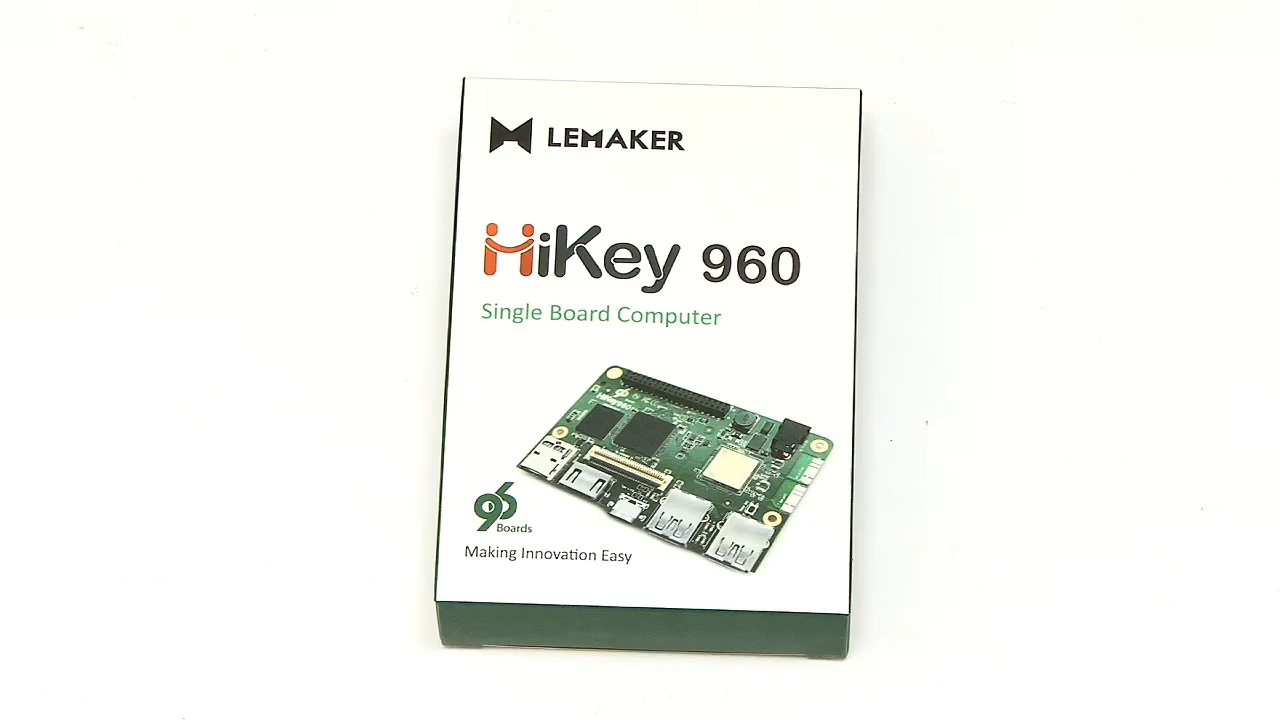 LEMAKER
HiKey 960
Single Board Computer
96
Boards
Making Innovation Easy